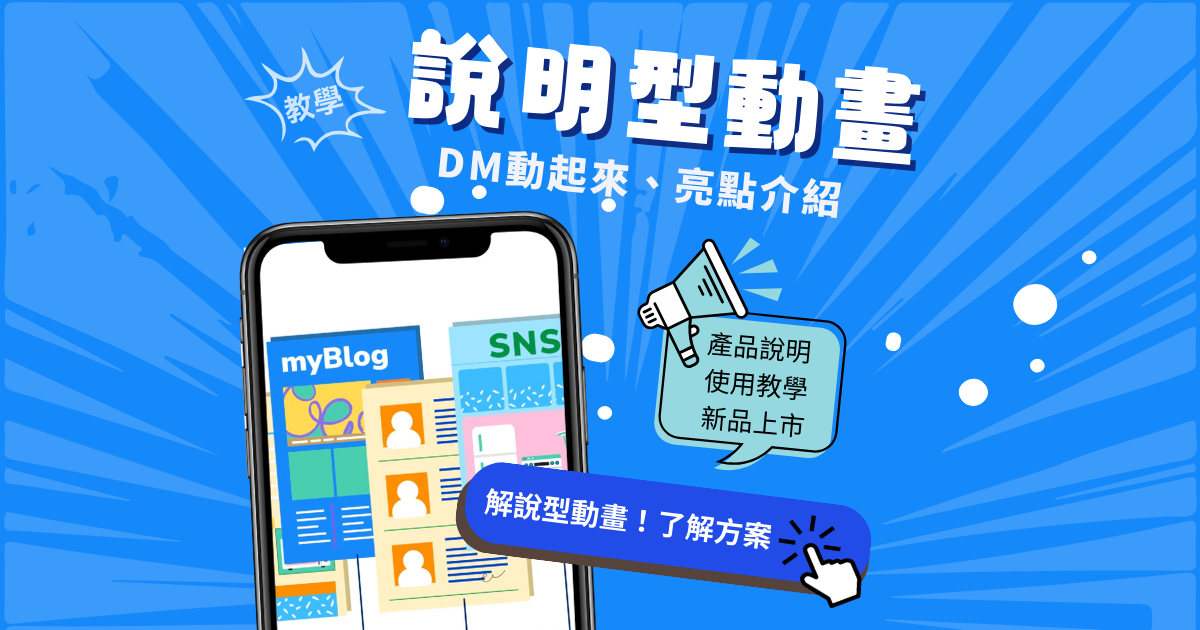 教學
說明型動畫
DM動起來、亮點介紹
myBlog
SNS
產品說明
使用教學
新品上市
解說型動畫！了解方案